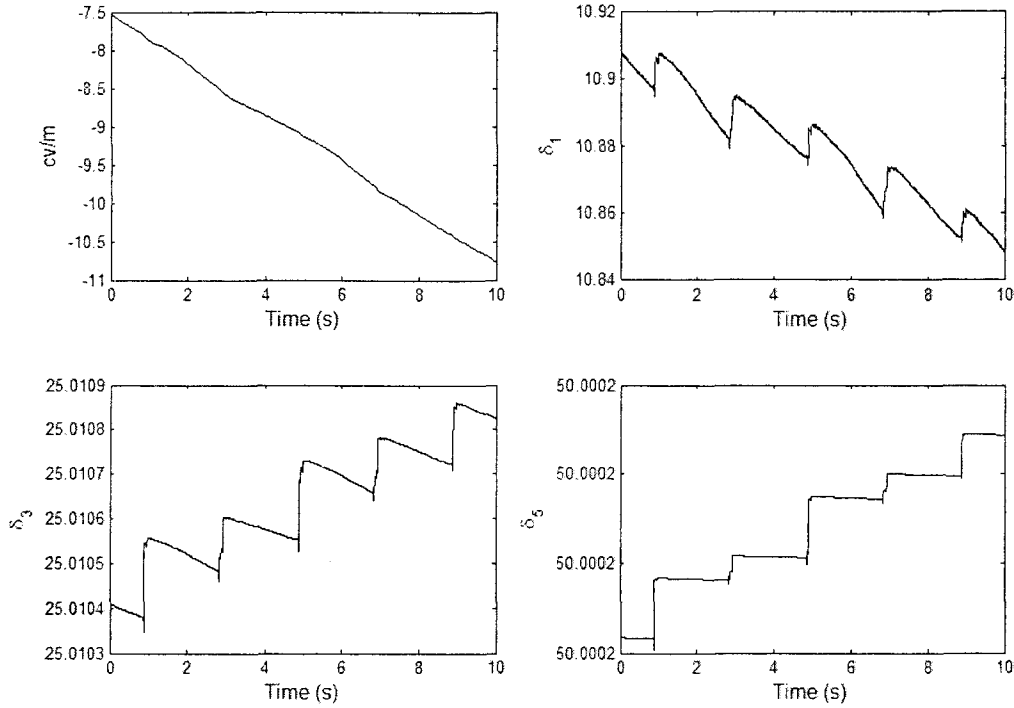 -7.5
-8
-8.5
-9
-9.5
-10
-10.5
-11
cv/m
0 2 4 6 8 10
Time (s)
10.92
10.9
10.88
10.86
10.84
δ1
0 2 4 6 8 10
Time (s)
25.0109
25.0108
25.0107
25.0106
25.0105
25.0104
25.0103
δ3
0 2 4 6 8 10
Time (s)
50.0002
50.0002
50.0002
50.0002
δ5
0 2 4 6 8 10
Time (s)